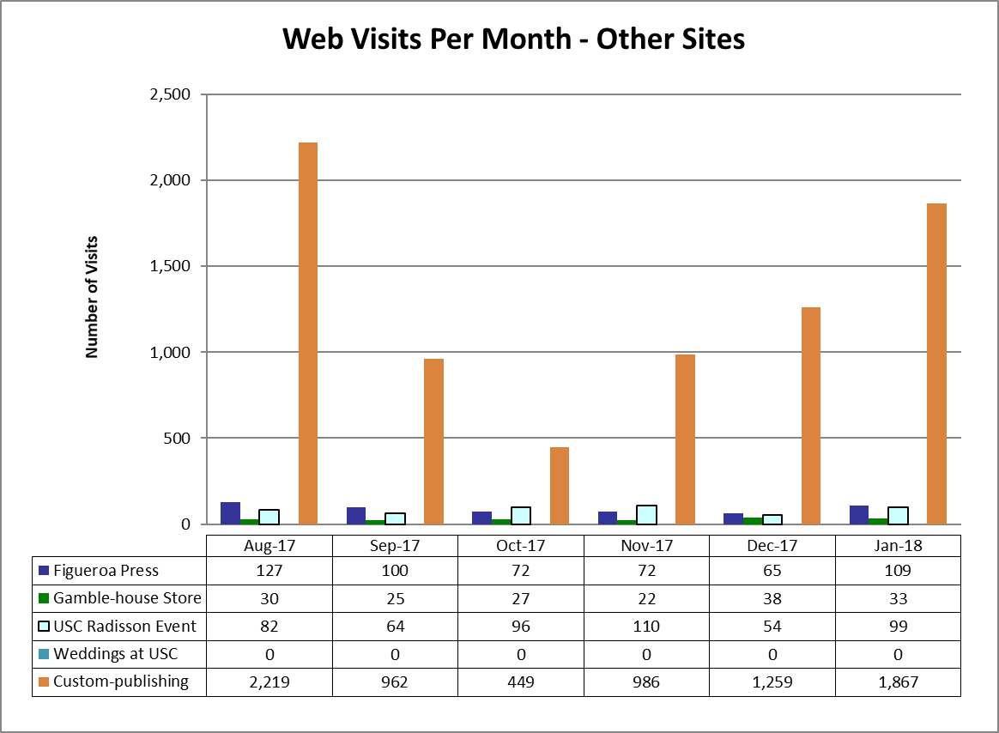 Web Visits Per Month - Other Sites
2,500
2,000
1,500
1,000
500
0
Number of Visits
Aug-17 Sep-17 Oct-17 Nov-17 Dec-17 Jan-18
Figueroa Press 127 100 72 72 65 109
Gamble-house Store 30 25 27 22 38 33
USC Radisson Event 82 64 96 110 54 99
Weddings at USC 0 0 0 0 0 0
Custom-publishing 2,219 962 449 986 1,259 1,867